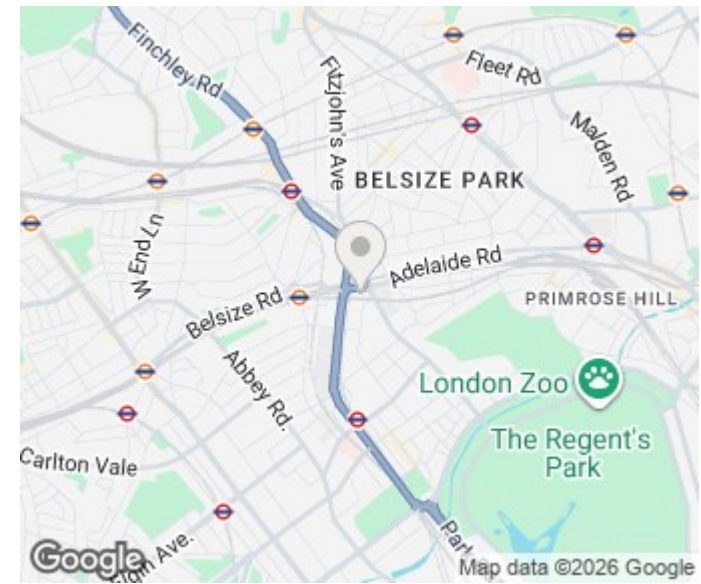 Finchley Rd
Fitzjohn's Ave
Fleet Rd
Malden Rd
BELSIZE PARK
W End Ln
Adelaide Rd
Belsize Rd
PRIMROSE HILL
Abbey Rd.
London Zoo
The Regent's
Park
Carlton Vale
Elgin Ave.
Google
Map data ©2026 Google